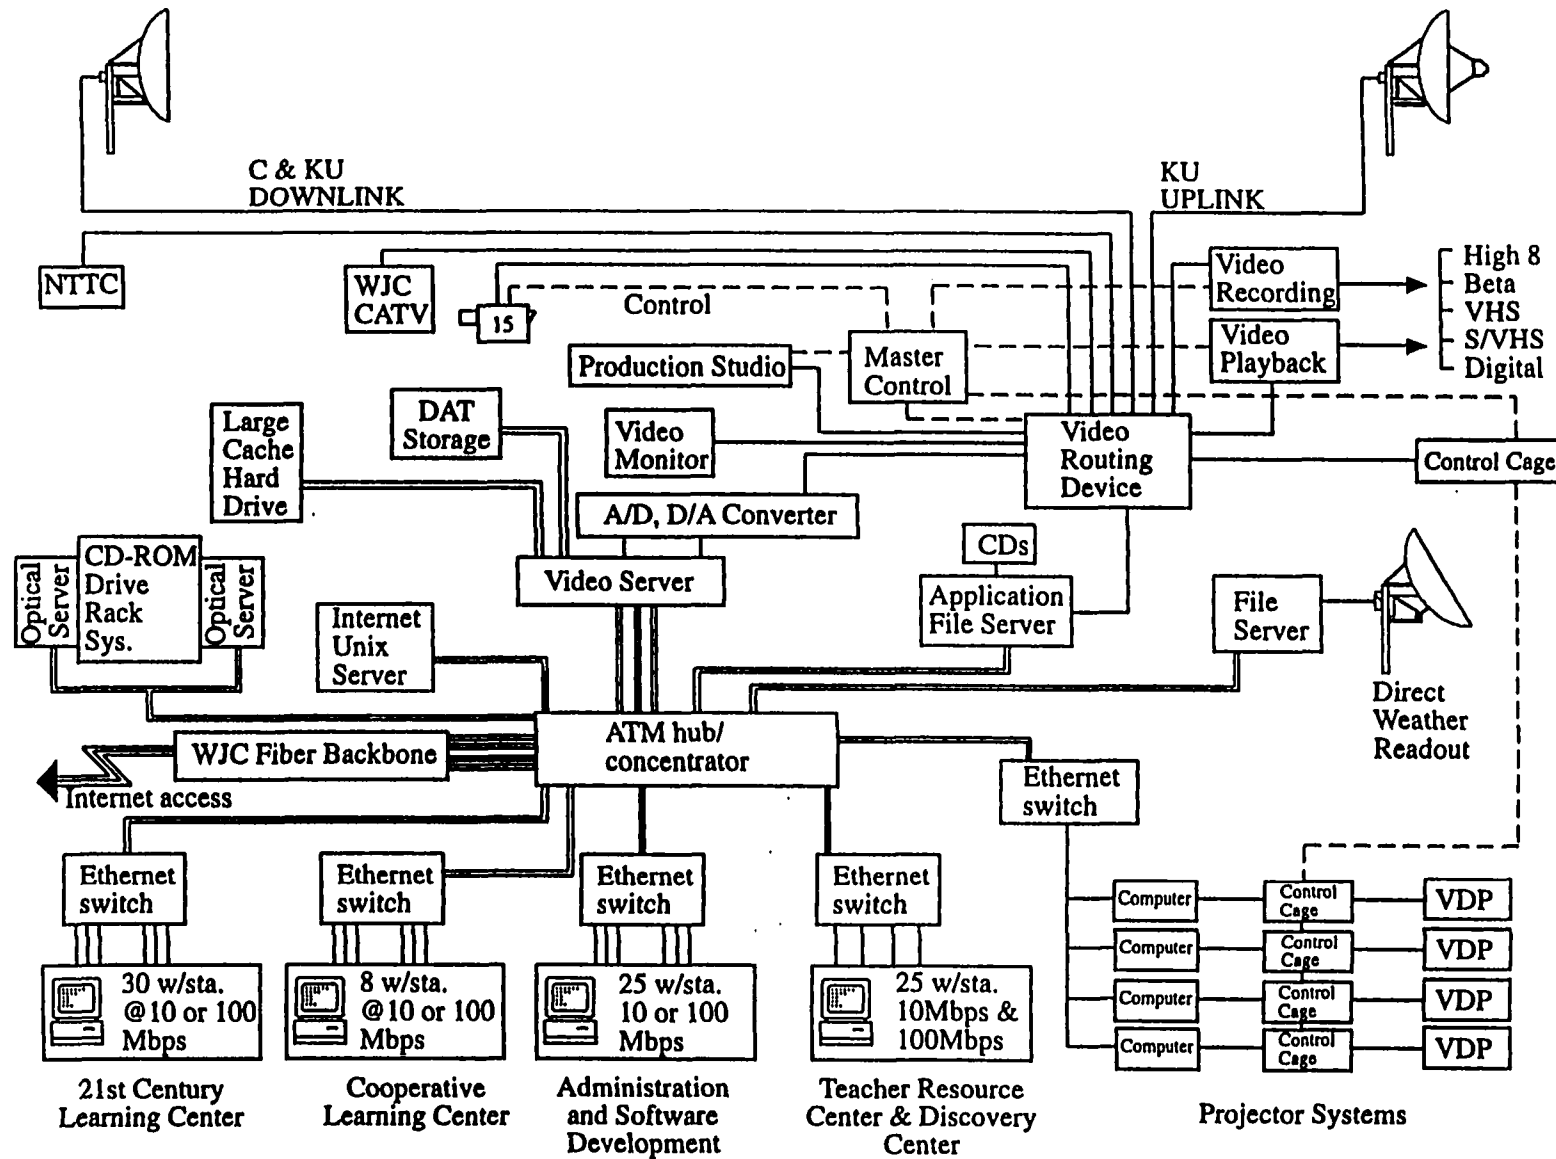 C & KU
DOWNLINK
KU
UPLINK
NTTC
WJC
CATV
15
Control
Video
Recording
High 8
Beta
VHS
S/VHS
Digital
Production Studio
Master
Control
Video
Playback
Large
Cache
Hard
Drive
DAT
Storage
Video
Monitor
Video
Routing
Device
Control Cage
A/D, D/A Converter
CDs
Optical
Server
CD-ROM
Drive
Rack
Sys.
Optical
Server
Video Server
Internet
Unix
Server
Application
File Server
File
Server
Direct
Weather
Readout
WJC Fiber Backbone
ATM hub/
concentrator
Internet access
Ethernet
switch
Ethernet
switch
Ethernet
switch
Ethernet
switch
Ethernet
switch
Computer
Control
Cage
VDP
Computer
Control
Cage
VDP
Computer
Control
Cage
VDP
Computer
Control
Cage
VDP
30 w/sta.
@10 or 100
Mbps
8 w/sta.
@10 or 100
Mbps
25 w/sta.
10 or 100
Mbps
25 w/sta.
10Mbps &
100Mbps
21st Century
Learning Center
Cooperative
Learning Center
Administration
and Software
Development
Teacher Resource
Center & Discovery
Center
Projector Systems